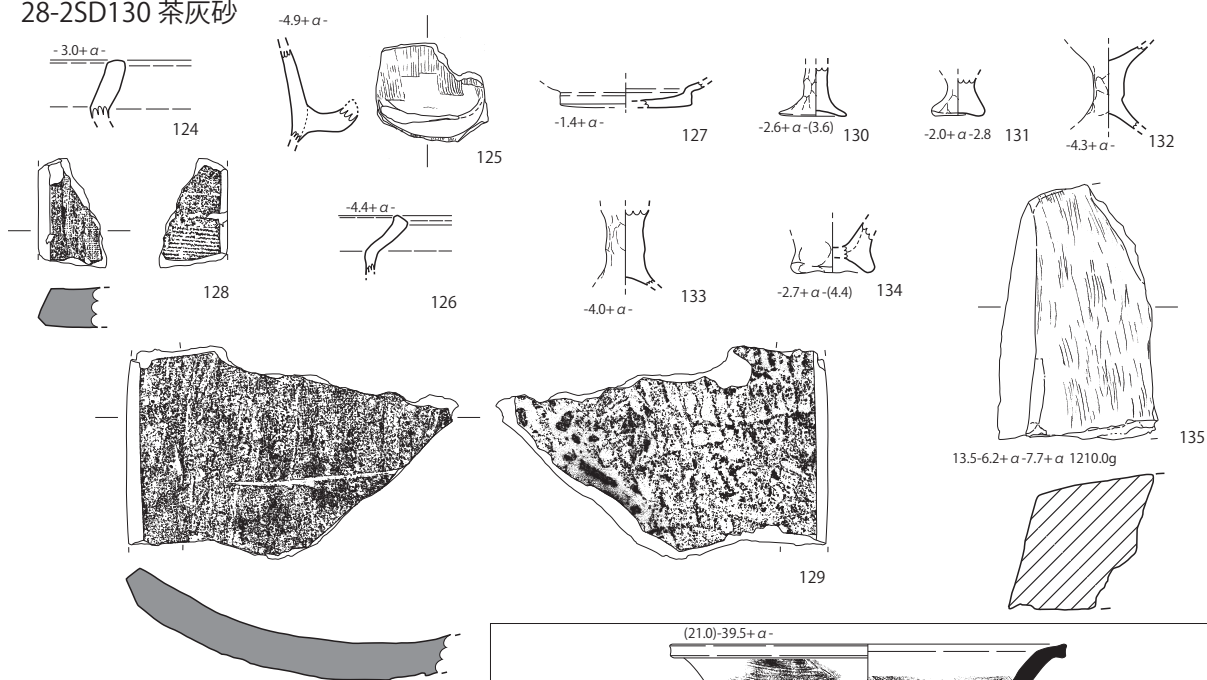 28-2SD130 茶灰砂
- 3.0+α-
124
-4.9+α-
125
-1.4+α-
127
-2.6+α-(3.6)
130
-2.0+α-2.8
131
-4.3+α-
132
128
-4.4+α-
126
-4.0+α-
133
-2.7+α-(4.4)
134
13.5-6.2+α-7.7+α 1210.0g
135
129
(21.0)-39.5+α-